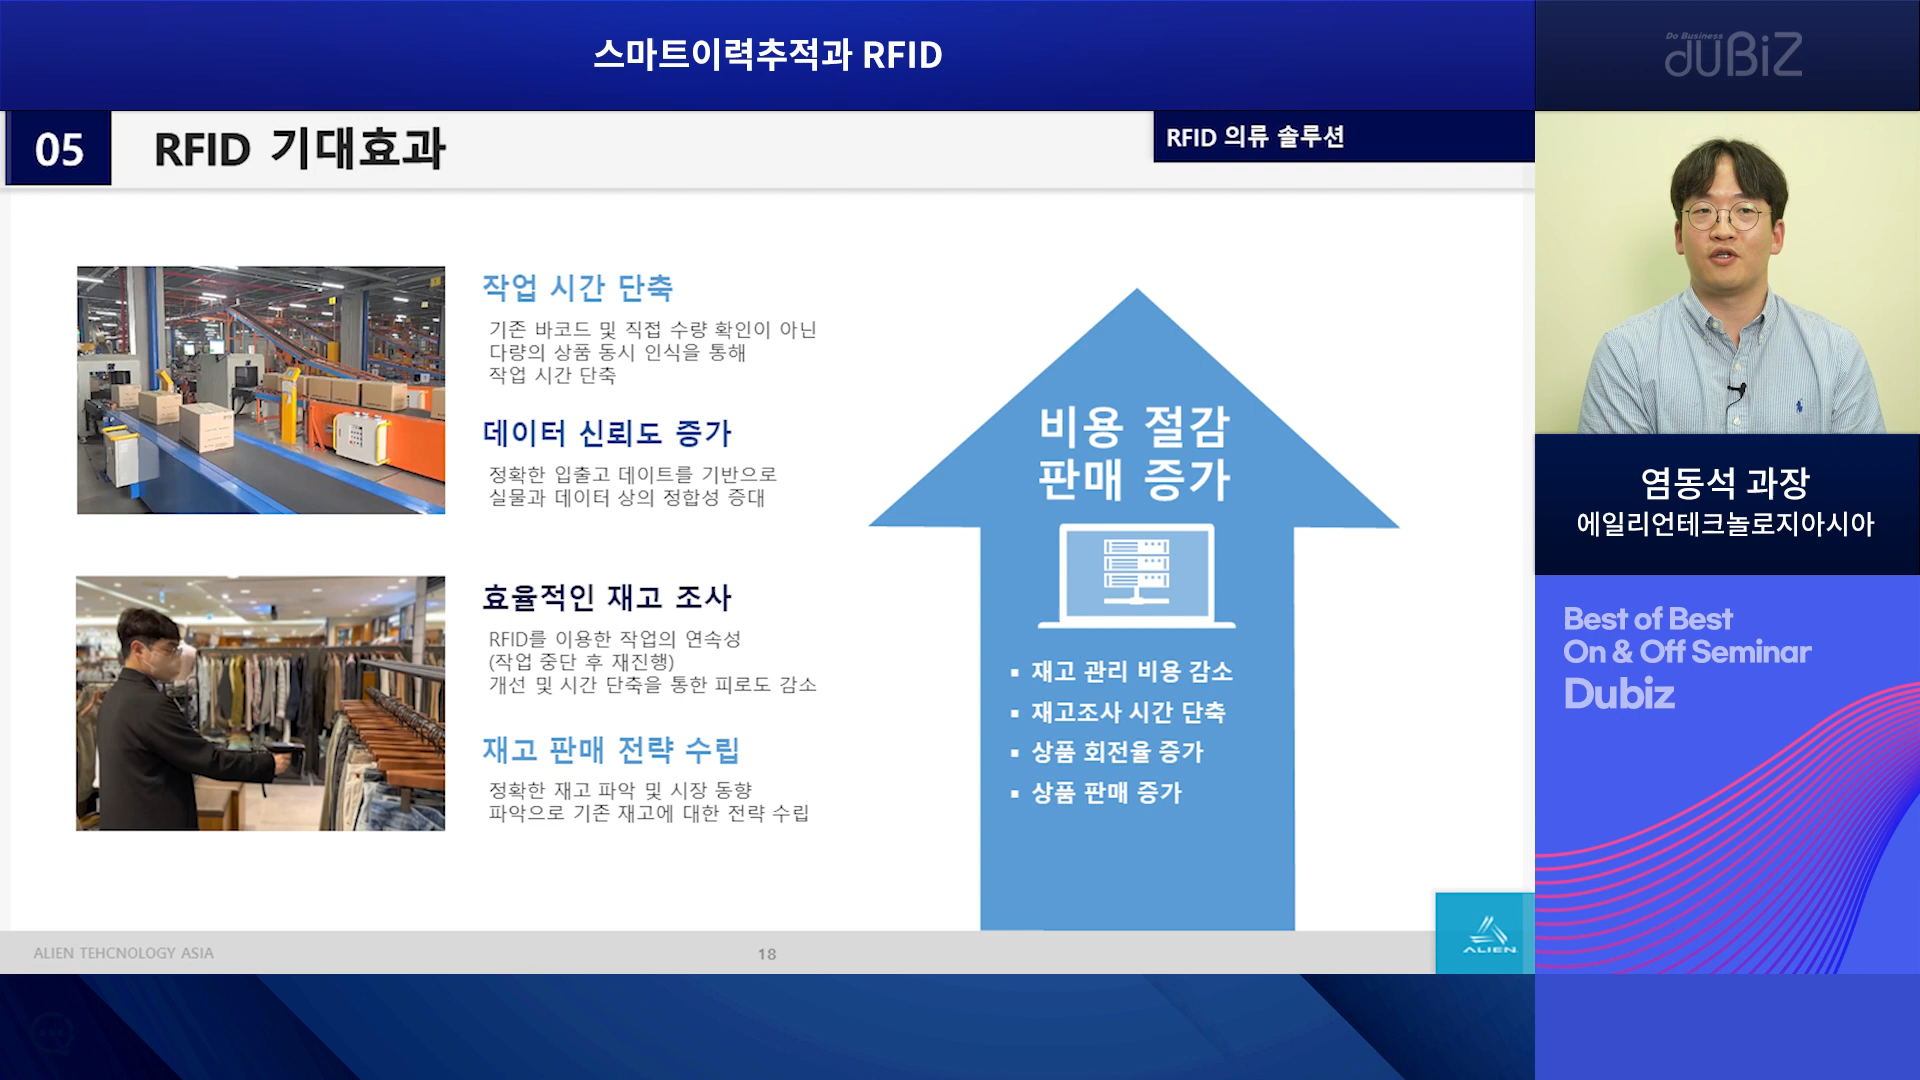 스마트이력추적과 RFID
Do Business
duBiZ
05
RFID 기대효과
RFID 의류 솔루션
작업 시간 단축
기존 바코드 및 직접 수량 확인이 아닌
다량의 상품 동시 인식을 통해
작업 시간 단축
데이터 신뢰도 증가
정확한 입출고 데이트를 기반으로
실물과 데이터 상의 정합성 증대
효율적인 재고 조사
RFID를 이용한 작업의 연속성
(작업 중단 후 재진행)
개선 및 시간 단축을 통한 피로도 감소
재고 판매 전략 수립
정확한 재고 파악 및 시장 동향
파악으로 기존 재고에 대한 전략 수립
비용 절감
판매 증가
▪ 재고 관리 비용 감소
▪ 재고조사 시간 단축
▪ 상품 회전율 증가
▪ 상품 판매 증가
ALIEN TEHCNOLOGY ASIA
18
ALIEN
염동석 과장
에일리언테크놀로지아시아
Best of Best
On & Off Seminar
Dubiz